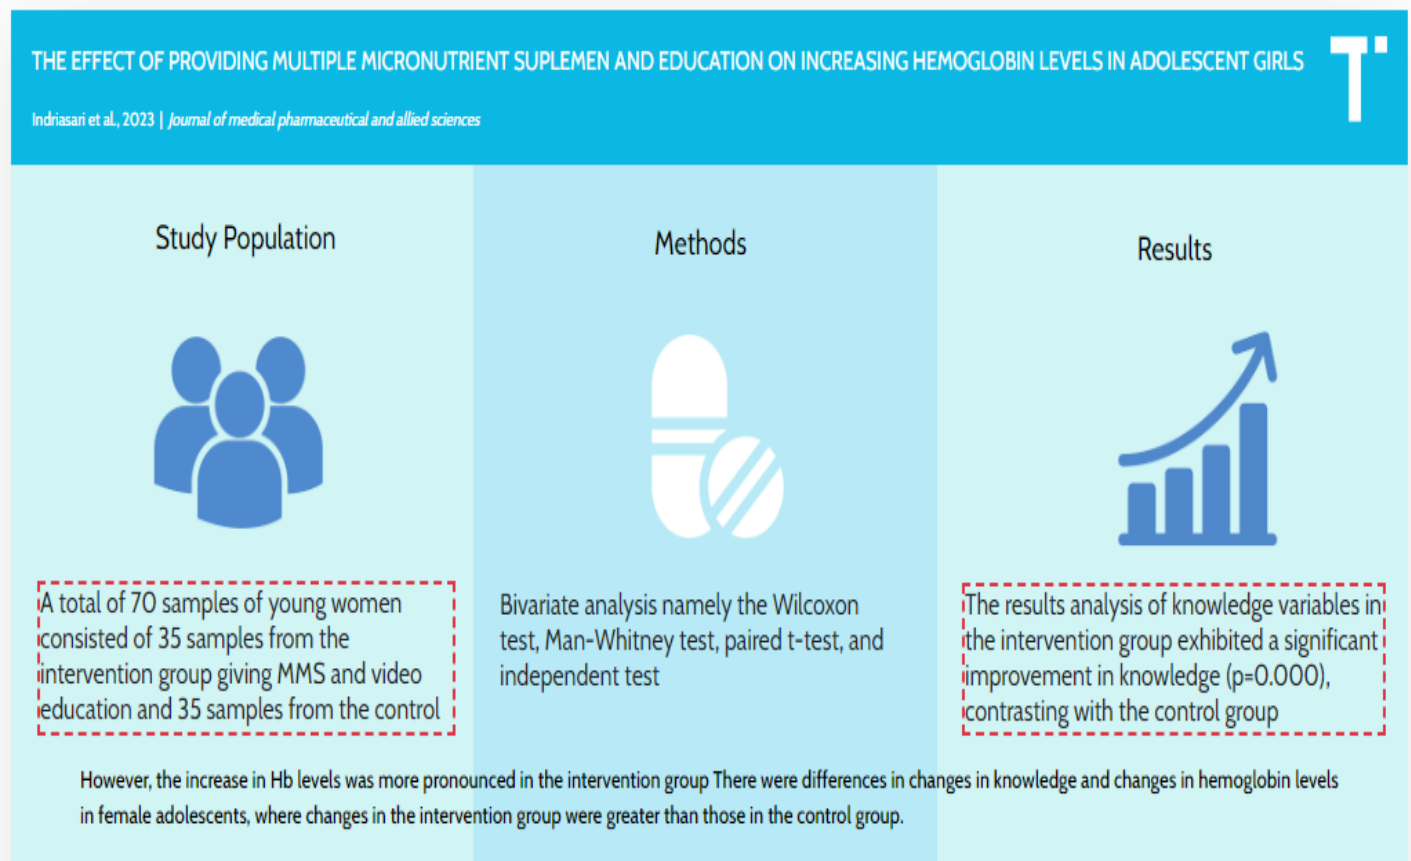 THE EFFECT OF PROVIDING MULTIPLE MICRONUTRIENT SUPLEMEN AND EDUCATION ON INCREASING HEMOGLOBIN LEVELS IN ADOLESCENT GIRLS
Indriasari et al., 2023 | Journal of medical pharmaceutical and allied sciences
Study Population
A total of 70 samples of young women
consisted of 35 samples from the
intervention group giving MMS and video
education and 35 samples from the control
Methods
Bivariate analysis namely the Wilcoxon
test, Man-Whitney test, paired t-test, and
independent test
Results
The results analysis of knowledge variables in
the intervention group exhibited a significant
improvement in knowledge (p=0.000),
contrasting with the control group
However, the increase in Hb levels was more pronounced in the intervention group There were differences in changes in knowledge and changes in hemoglobin levels
in female adolescents, where changes in the intervention group were greater than those in the control group.